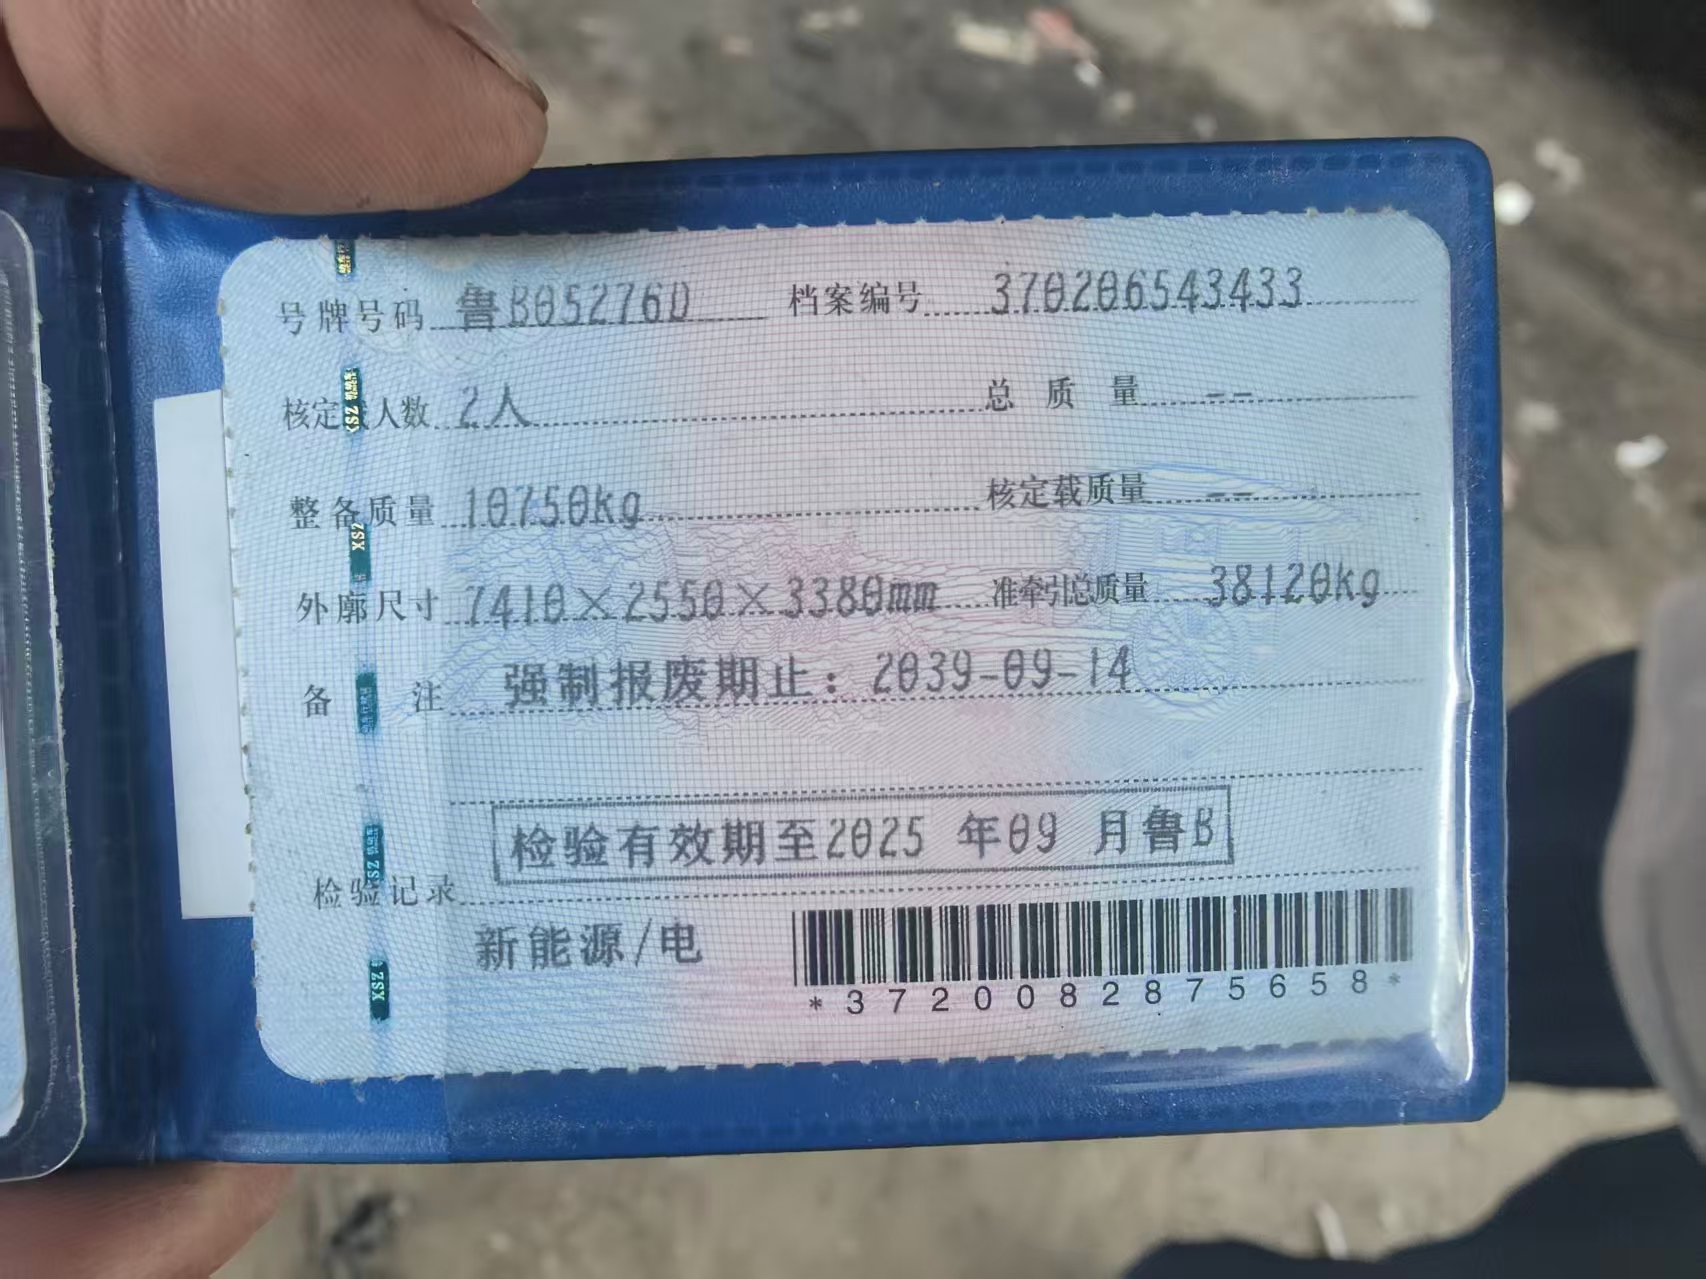 号牌号码 鲁B05276D 档案编号 370206543433
核定载人数 2人 总质量 --
整备质量 10750kg 核定载质量 --
外廓尺寸 7410×2550×3380mm 准牵引总质量 38120kg
备注 强制报废期止：2039-09-14
检验有效期至2025 年09 月鲁B
检验记录
新能源/电
*3720082875658*